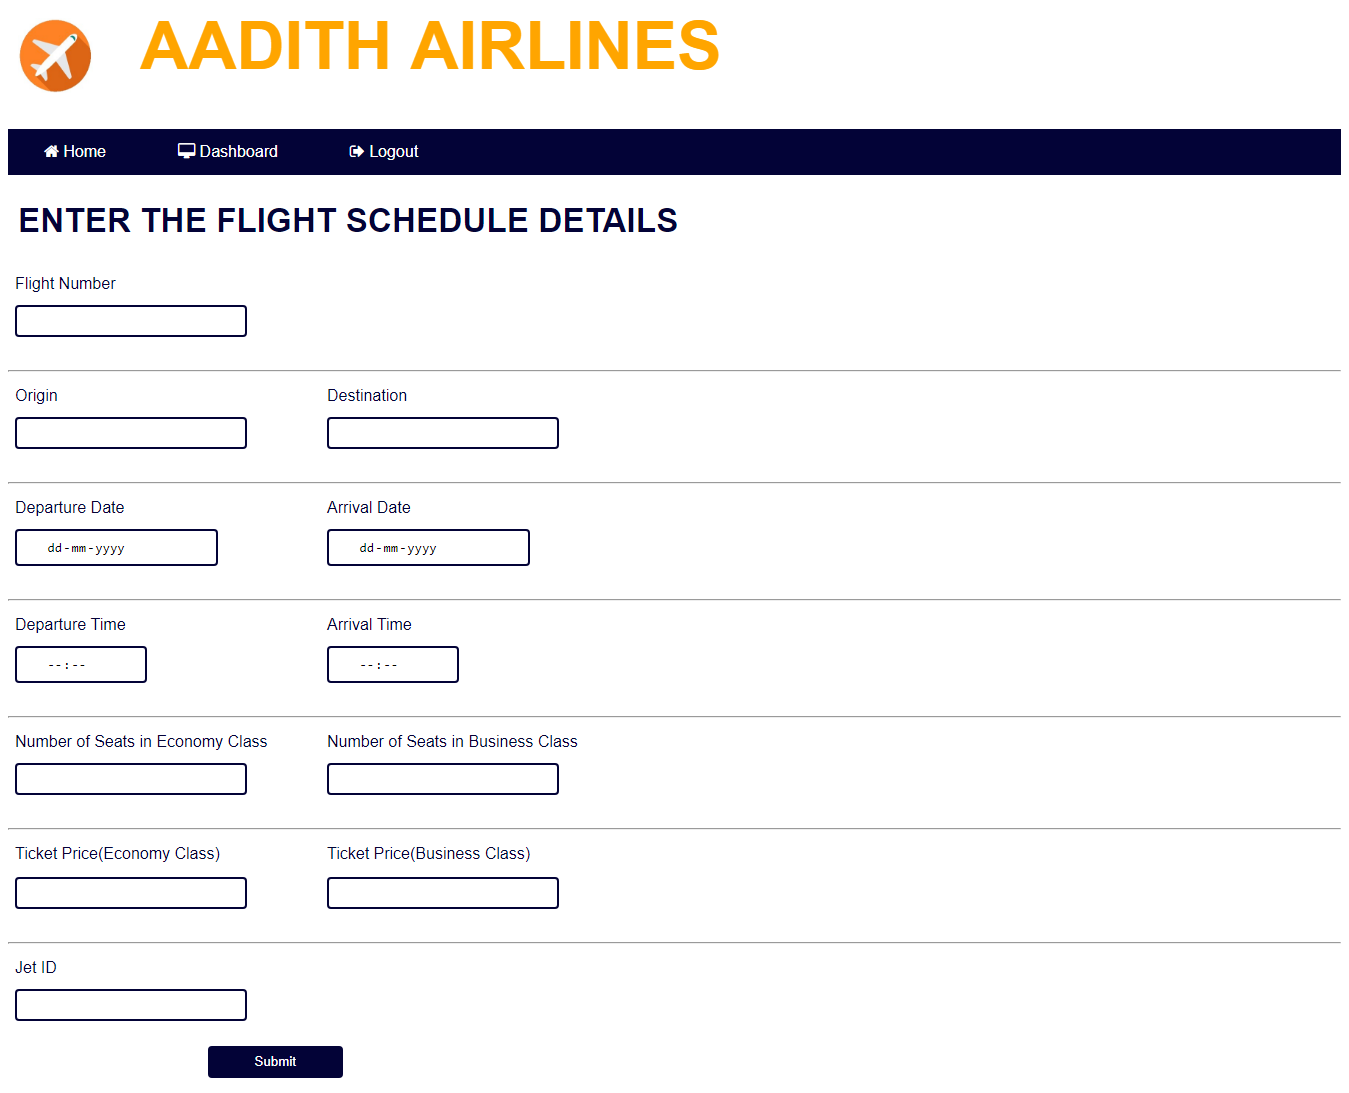 AADITH AIRLINES
Home Dashboard Logout
ENTER THE FLIGHT SCHEDULE DETAILS
Flight Number
Origin Destination
Departure Date Arrival Date
dd-mm-yyyy dd-mm-yyyy
Departure Time Arrival Time
--:-- --:--
Number of Seats in Economy Class Number of Seats in Business Class
Ticket Price(Economy Class) Ticket Price(Business Class)
Jet ID
Submit